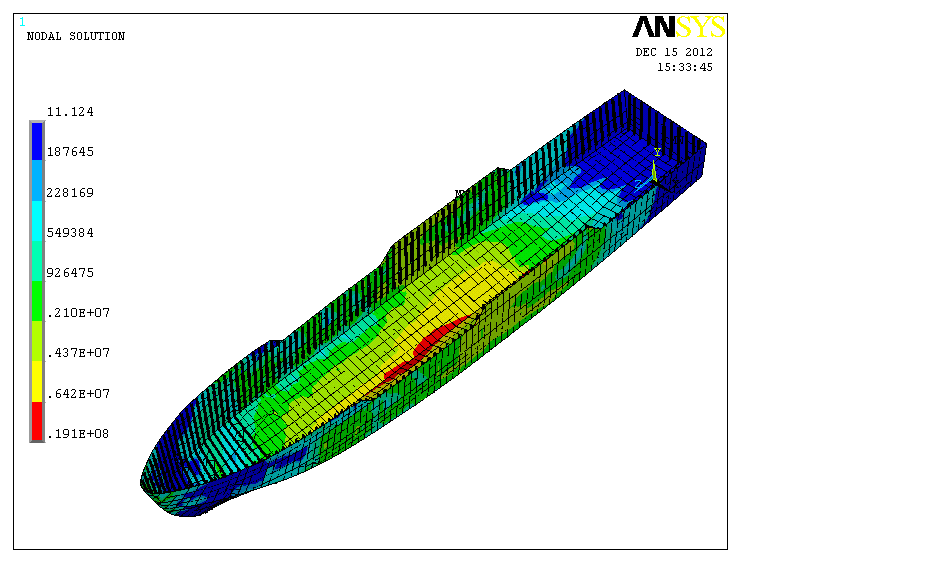 1
NODAL SOLUTION
ANSYS
DEC 15 2012
15:33:45
11.124
187645
228169
549384
926475
.210E+07
.437E+07
.642E+07
.191E+08
Y
Z